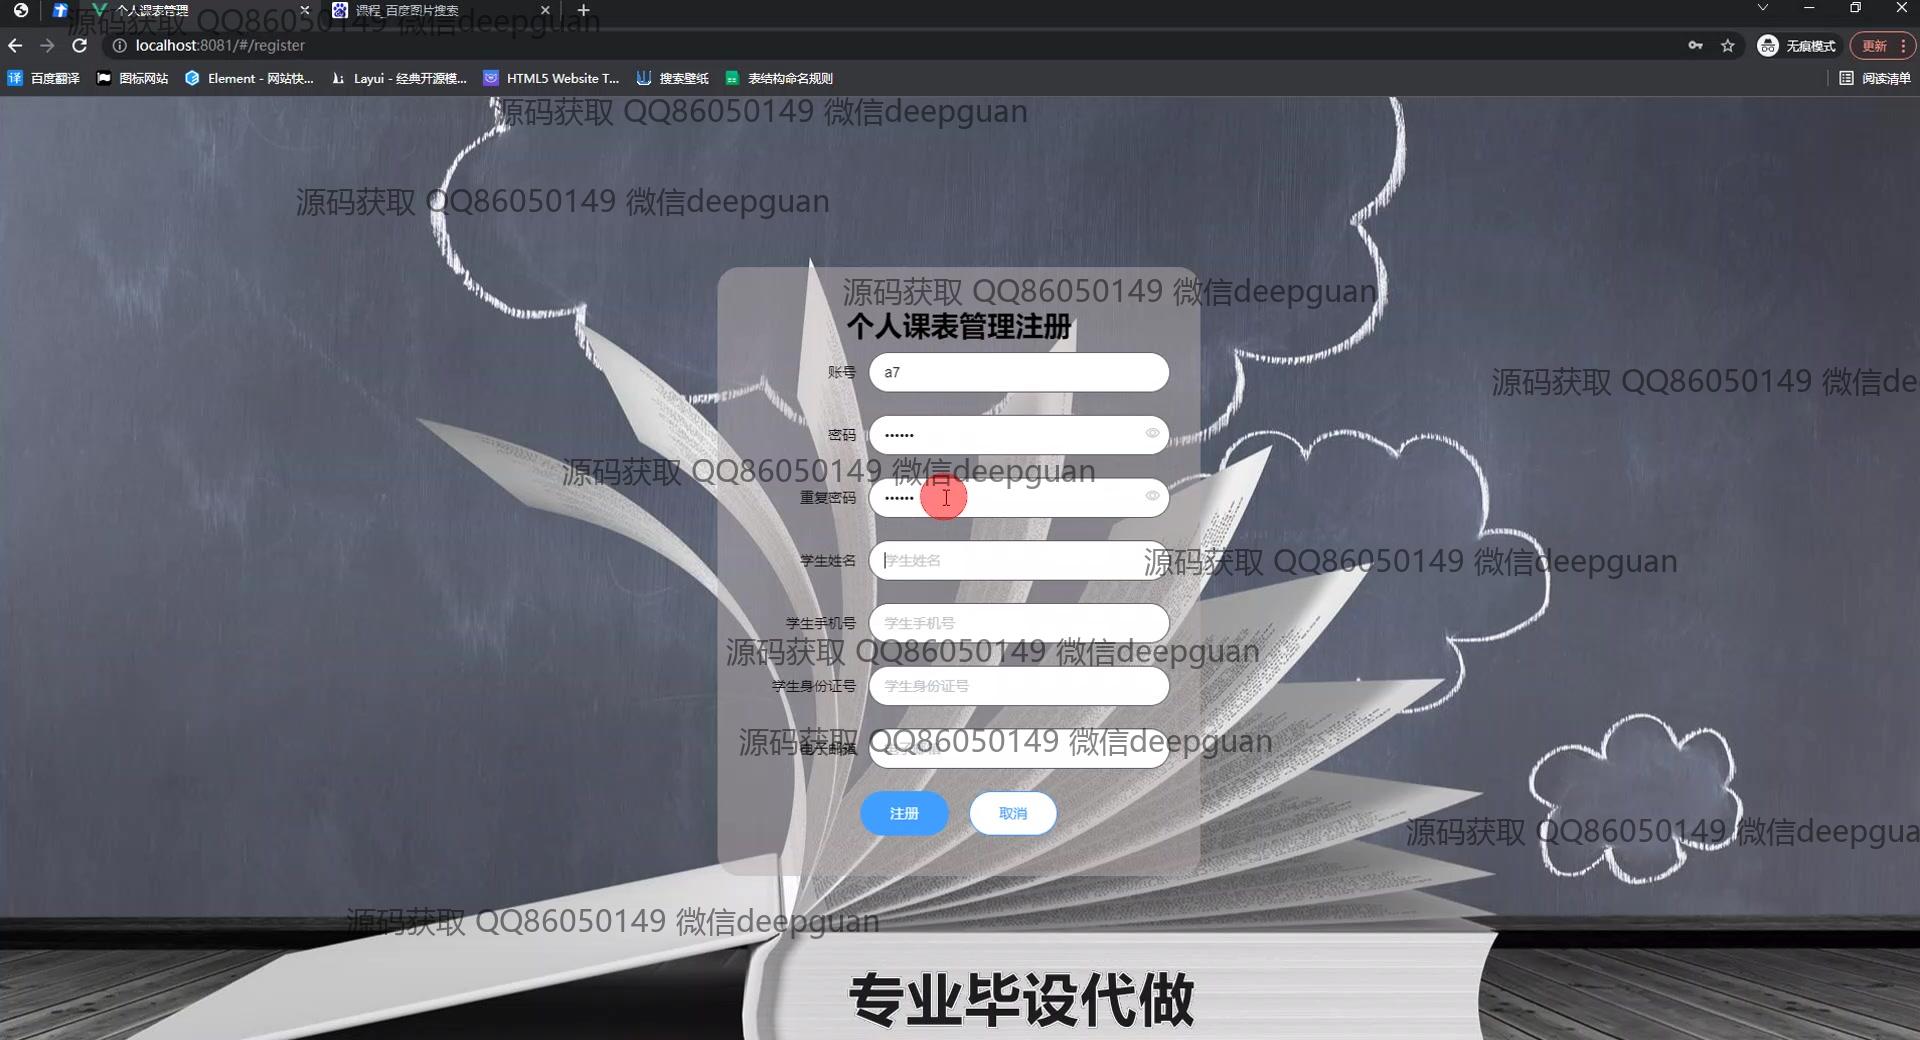 个人课表管理
课程_百度图片搜索
源码获取 QQ86050149 微信deepguan
localhost:8081/#/register
无痕模式
更新
百度翻译
图标网站
Element - 网站快...
Layui - 经典开源模...
HTML5 Website T...
搜索壁纸
表结构命名规则
阅读清单
源码获取 QQ86050149 微信deepguan
源码获取 QQ86050149 微信deepguan
源码获取 QQ86050149 微信deepguan
个人课表管理注册
账号
a7
源码获取 QQ86050149 微信de
密码
••••••
源码获取 QQ86050149 微信deepguan
重复密码
••••••
学生姓名
学生姓名
源码获取 QQ86050149 微信deepguan
学生手机号
学生手机号
源码获取 QQ86050149 微信deepguan
学生身份证号
学生身份证号
源码获取 QQ86050149 微信deepguan
电子邮箱
注册
取消
源码获取 QQ86050149 微信deepgua
源码获取 QQ86050149 微信deepguan
专业毕设代做